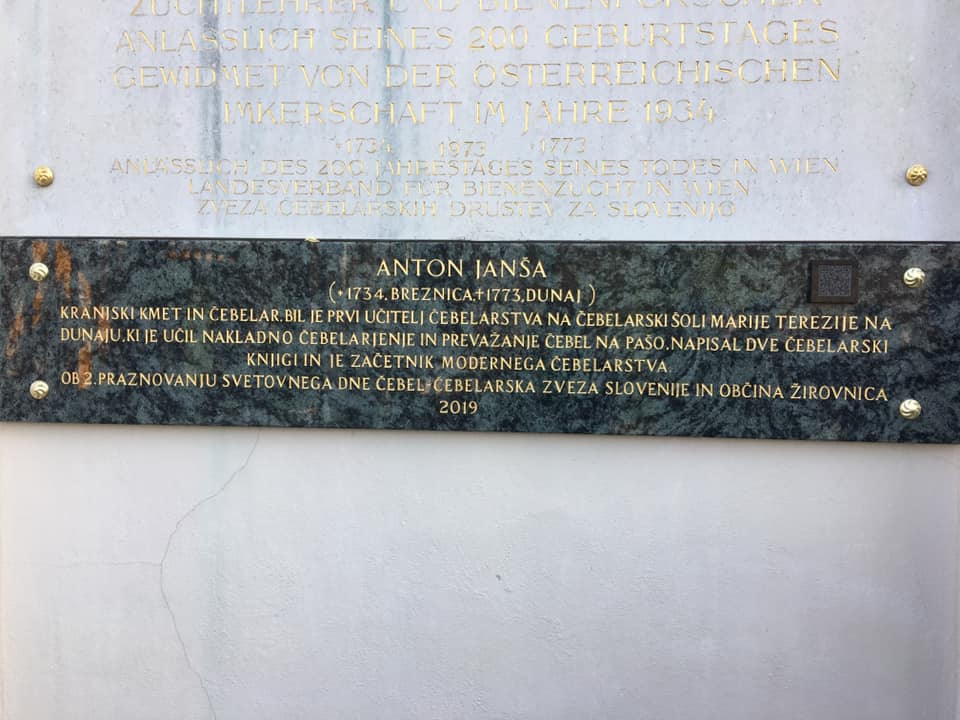 ZUCHTLEHRER UND BIENENFORSCHER
ANLÄSSLICH SEINES 200 GEBURTSTAGES
GEWIDMET VON DER ÖSTERREICHISCHEN
IMKERSCHAFT IM JAHRE 1934
*1734 1973 +1773
ANLÄSSLICH DES 200 JAHRESTAGES SEINES TODES IN WIEN
LANDESVERBAND FÜR BIENENZUCHT IN WIEN
ZVEZA ČEBELARSKIH DRUŠTEV ZA SLOVENIJO
ANTON JANŠA
(*1734, BREZNICA, †1773, DUNAJ)
KRANJSKI KMET IN ČEBELAR, BIL JE PRVI UČITELJ ČEBELARSTVA NA ČEBELARSKI ŠOLI MARIJE TEREZIJE NA
DUNAJU, KI JE UČIL NAKLADNO ČEBELARJENJE IN PREVAŽANJE ČEBEL NA PAŠO. NAPISAL DVE ČEBELARSKI
KNJIGI IN JE ZAČETNIK MODERNEGA ČEBELARSTVA.
OB 2. PRAZNOVANJU SVETOVNEGA DNE ČEBEL-ČEBELARSKA ZVEZA SLOVENIJE IN OBČINA ŽIROVNICA
2019